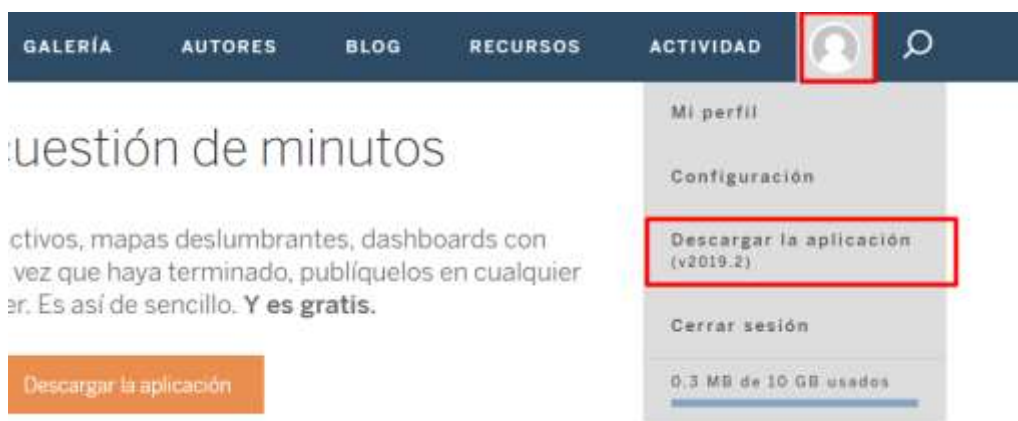 GALERÍA AUTORES BLOG RECURSOS ACTIVIDAD
Mi perfil
uestión de minutos
Configuración
ctivos, mapas deslumbrantes, dashboards con
vez que haya terminado, publíquelos en cualquier
er. Es así de sencillo. Y es gratis.
Descargar la aplicación
(v2019.2)
Cerrar sesión
Descargar la aplicación
0.3 MB de 10 GB usados